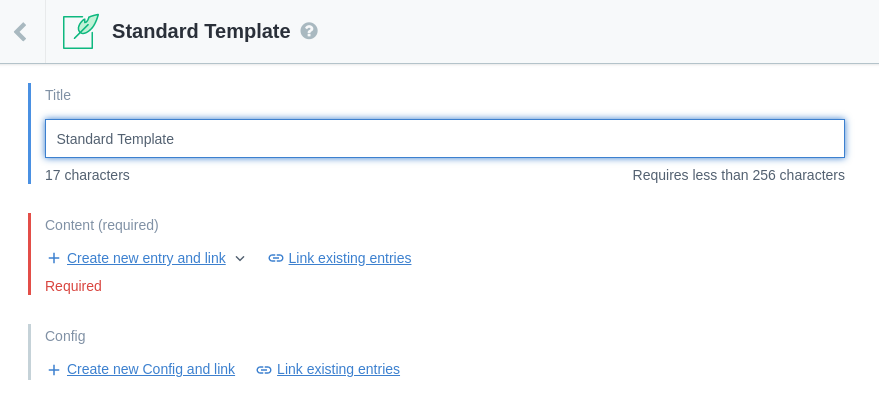 Standard Template ?
Title
Standard Template
17 characters Requires less than 256 characters
Content (required)
Create new entry and link Link existing entries
Required
Config
Create new Config and link Link existing entries